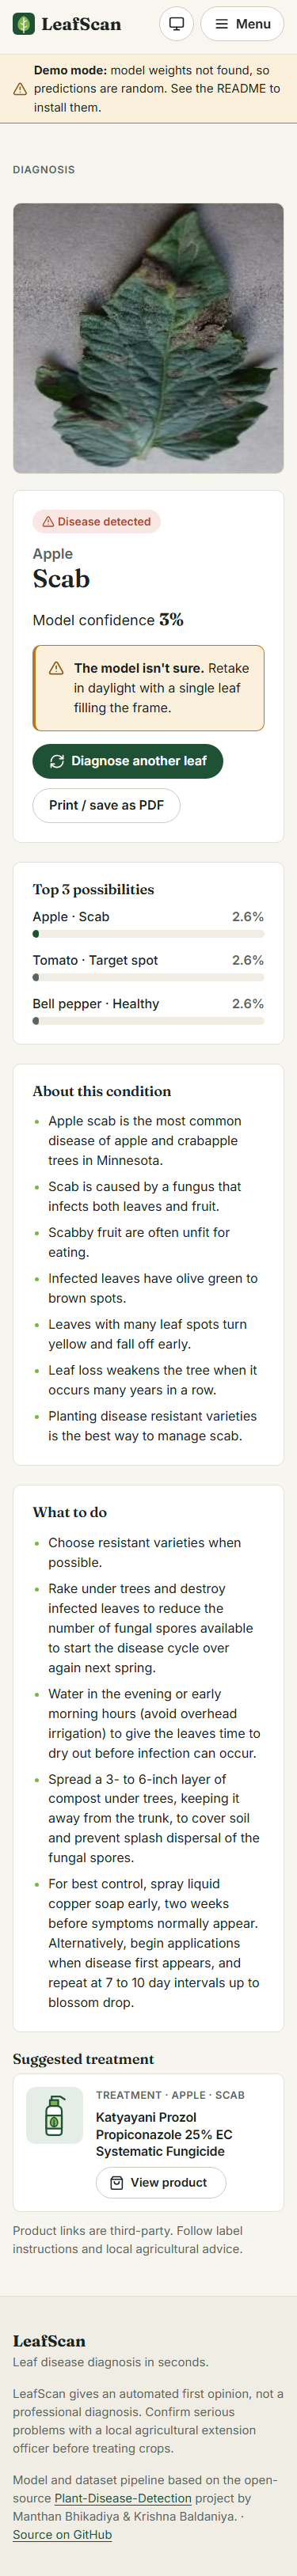 LeafScan
Menu
Demo mode: model weights not found, so
predictions are random. See the README to
install them.
DIAGNOSIS
Disease detected
Apple
Scab
Model confidence 3%
The model isn't sure. Retake
in daylight with a single leaf
filling the frame.
Diagnose another leaf
Print / save as PDF
Top 3 possibilities
Apple · Scab 2.6%
Tomato · Target spot 2.6%
Bell pepper · Healthy 2.6%
About this condition
• Apple scab is the most common
disease of apple and crabapple
trees in Minnesota.
• Scab is caused by a fungus that
infects both leaves and fruit.
• Scabby fruit are often unfit for
eating.
• Infected leaves have olive green to
brown spots.
• Leaves with many leaf spots turn
yellow and fall off early.
• Leaf loss weakens the tree when it
occurs many years in a row.
• Planting disease resistant varieties
is the best way to manage scab.
What to do
• Choose resistant varieties when
possible.
• Rake under trees and destroy
infected leaves to reduce the
number of fungal spores available
to start the disease cycle over
again next spring.
• Water in the evening or early
morning hours (avoid overhead
irrigation) to give the leaves time to
dry out before infection can occur.
• Spread a 3- to 6-inch layer of
compost under trees, keeping it
away from the trunk, to cover soil
and prevent splash dispersal of the
fungal spores.
• For best control, spray liquid
copper soap early, two weeks
before symptoms normally appear.
Alternatively, begin applications
when disease first appears, and
repeat at 7 to 10 day intervals up to
blossom drop.
Suggested treatment
TREATMENT · APPLE · SCAB
Katyayani Prozol
Propiconazole 25% EC
Systematic Fungicide
View product
Product links are third-party. Follow label
instructions and local agricultural advice.
LeafScan
Leaf disease diagnosis in seconds.
LeafScan gives an automated first opinion, not a
professional diagnosis. Confirm serious
problems with a local agricultural extension
officer before treating crops.
Model and dataset pipeline based on the open-
source Plant-Disease-Detection project by
Manthan Bhikadiya & Krishna Baldaniya. ·
Source on GitHub